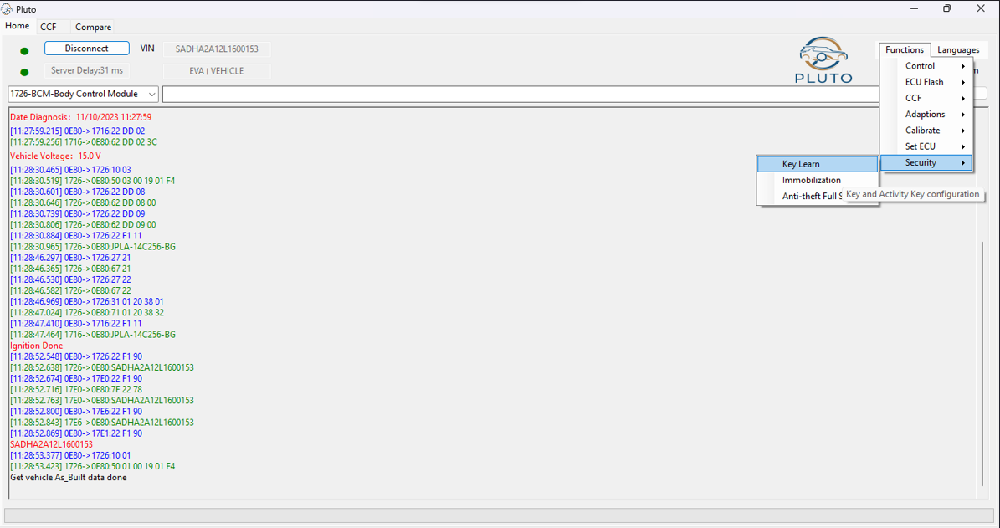 Pluto
Home CCF Compare
Disconnect VIN SADHA2A12L1600153
Server Delay:31 ms EVA | VEHICLE
PLUTO
Functions Languages
Control
ECU Flash
CCF
Adaptions
Calibrate
Set ECU
Security
Key Learn
Immobilization
Anti-theft Full S
Key and Activity Key configuration
1726-BCM-Body Control Module
Date Diagnosis: 11/10/2023 11:27:59
[11:27:59.215] 0E80->1716:22 DD 02
[11:27:59.256] 1716->0E80:62 DD 02 3C
Vehicle Voltage: 15.0 V
[11:28:30.465] 0E80->1726:10 03
[11:28:30.519] 1726->0E80:50 03 00 19 01 F4
[11:28:30.601] 0E80->1726:22 DD 08
[11:28:30.646] 1726->0E80:62 DD 08 00
[11:28:30.739] 0E80->1726:22 DD 09
[11:28:30.806] 1726->0E80:62 DD 09 00
[11:28:30.884] 0E80->1726:22 F1 11
[11:28:30.965] 1726->0E80:JPLA-14C256-BG
[11:28:46.297] 0E80->1726:27 21
[11:28:46.365] 1726->0E80:67 21
[11:28:46.530] 0E80->1726:27 22
[11:28:46.582] 1726->0E80:67 22
[11:28:46.969] 0E80->1726:31 01 20 38 01
[11:28:47.024] 1726->0E80:71 01 20 38 32
[11:28:47.410] 0E80->1716:22 F1 11
[11:28:47.464] 1716->0E80:JPLA-14C256-BG
Ignition Done
[11:28:52.548] 0E80->1726:22 F1 90
[11:28:52.638] 1726->0E80:SADHA2A12L1600153
[11:28:52.674] 0E80->17E0:22 F1 90
[11:28:52.716] 17E0->0E80:7F 22 78
[11:28:52.763] 17E0->0E80:SADHA2A12L1600153
[11:28:52.800] 0E80->17E6:22 F1 90
[11:28:52.843] 17E6->0E80:SADHA2A12L1600153
[11:28:52.869] 0E80->17E1:22 F1 90
SADHA2A12L1600153
[11:28:53.377] 0E80->1726:10 01
[11:28:53.423] 1726->0E80:50 01 00 19 01 F4
Get vehicle As_Built data done